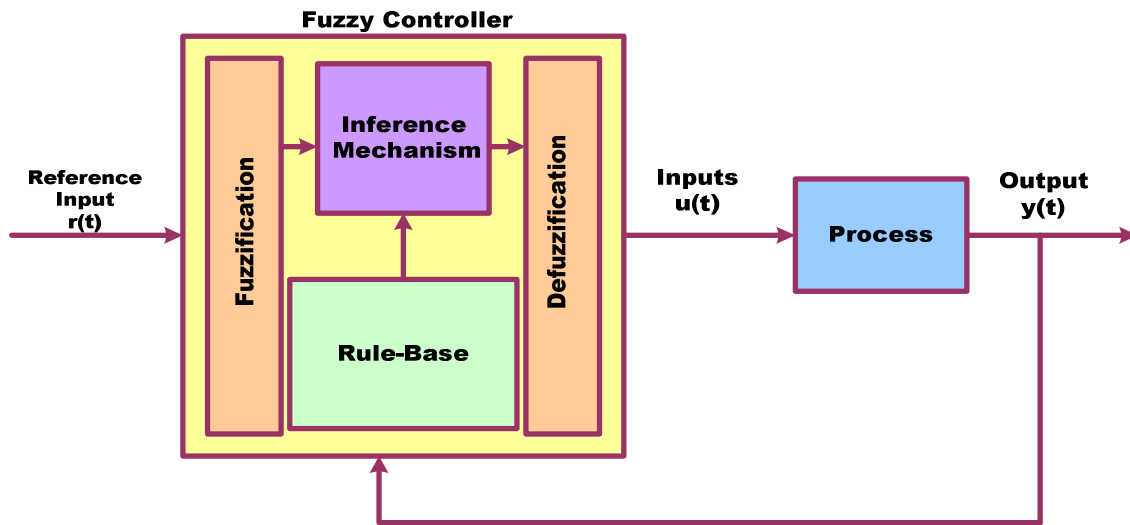 Fuzzy Controller
Reference
Input
r(t)
Fuzzification
Inference
Mechanism
Rule-Base
Defuzzification
Inputs
u(t)
Process
Output
y(t)